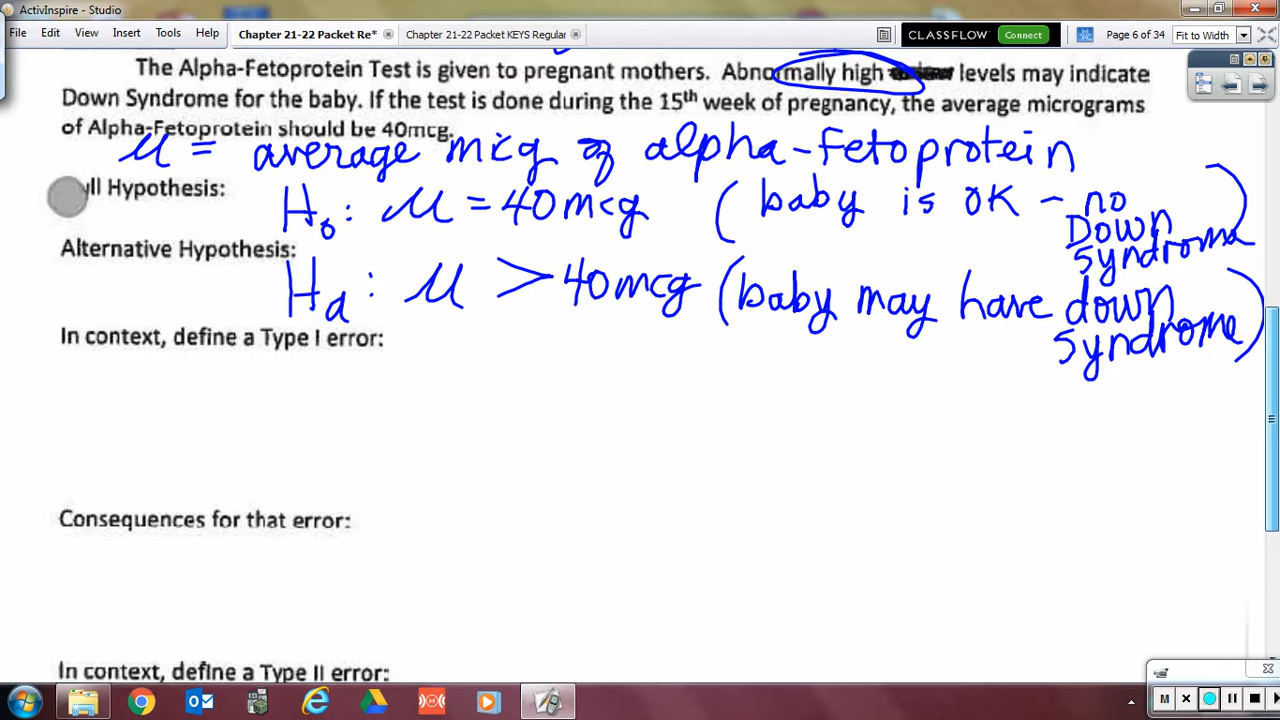 ActivInspire - Studio
File Edit View Insert Tools Help Chapter 21-22 Packet Re* Chapter 21-22 Packet KEYS Regular CLASSFLOW Connect Page 6 of 34 Fit to Width
The Alpha-Fetoprotein Test is given to pregnant mothers. Abnormally high levels may indicate
Down Syndrome for the baby. If the test is done during the 15th week of pregnancy, the average micrograms
of Alpha-Fetoprotein should be 40mcg.
μ = average mcg of alpha-fetoprotein
ll Hypothesis:
H₀: μ = 40mcg (baby is OK - no
Down
Syndrome)
Alternative Hypothesis:
Ha: μ > 40mcg (baby may have down
syndrome)
In context, define a Type I error:
Consequences for that error:
In context, define a Type II error:
M